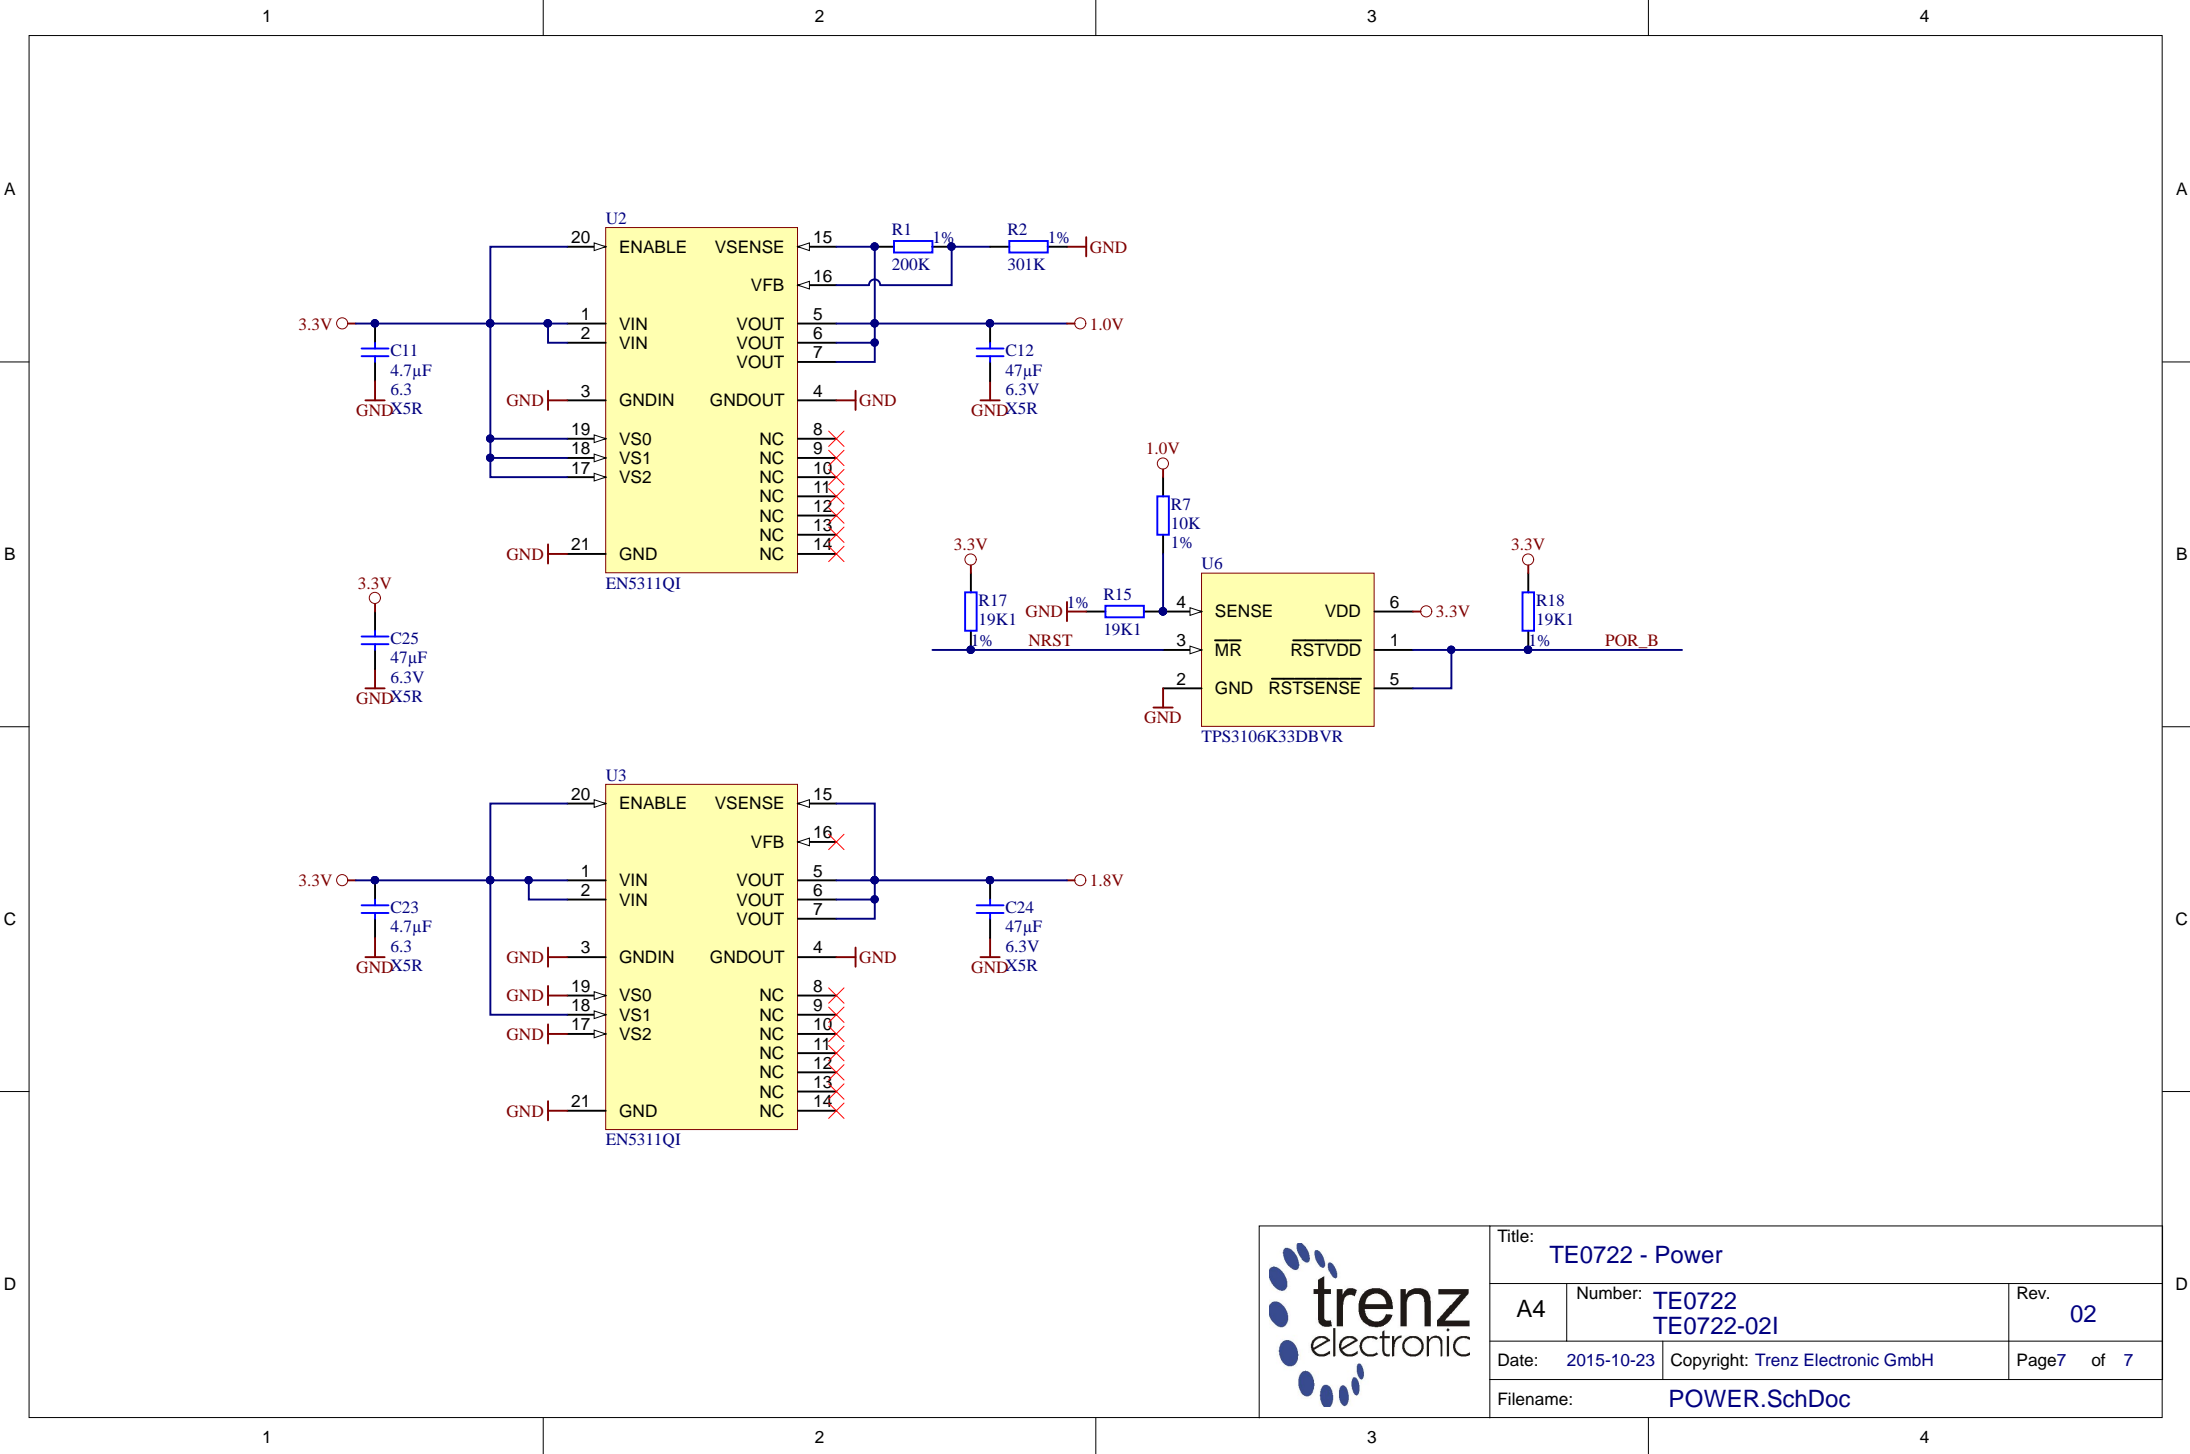 1 2 3 4
A A
B B
C C
D D
U2
20 ENABLE VSENSE 15
R1 1%
200K
R2 1%
301K
GND
VFB 16
3.3V
1 VIN VOUT 5
2 VIN VOUT 6
VOUT 7
1.0V
C11
4.7µF
6.3
X5R
GND
C12
47µF
6.3V
X5R
GND
GND 3 GNDIN GNDOUT 4 GND
19 VS0 NC 8
18 VS1 NC 9
17 VS2 NC 10
NC 11
NC 12
NC 13
GND 21 GND NC 14
EN5311QI
3.3V
C25
47µF
6.3V
X5R
GND
1.0V
R7
10K
1%
3.3V
R17
19K1
1%
GND 1% R15
19K1
NRST
U6
4 SENSE VDD 6 3.3V
3 MR RSTVDD 1
2 GND RSTSENSE 5
GND
TPS3106K33DBVR
3.3V
R18
19K1
1%
POR_B
U3
20 ENABLE VSENSE 15
VFB 16
3.3V
1 VIN VOUT 5
2 VIN VOUT 6
VOUT 7
1.8V
C23
4.7µF
6.3
X5R
GND
C24
47µF
6.3V
X5R
GND
GND 3 GNDIN GNDOUT 4 GND
GND 19 VS0 NC 8
18 VS1 NC 9
GND 17 VS2 NC 10
NC 11
NC 12
NC 13
GND 21 GND NC 14
EN5311QI
trenz
electronic
Title:
TE0722 - Power
A4
Number: TE0722
TE0722-02I
Rev.
02
Date: 2015-10-23 Copyright: Trenz Electronic GmbH Page7 of 7
Filename: POWER.SchDoc
1 2 3 4